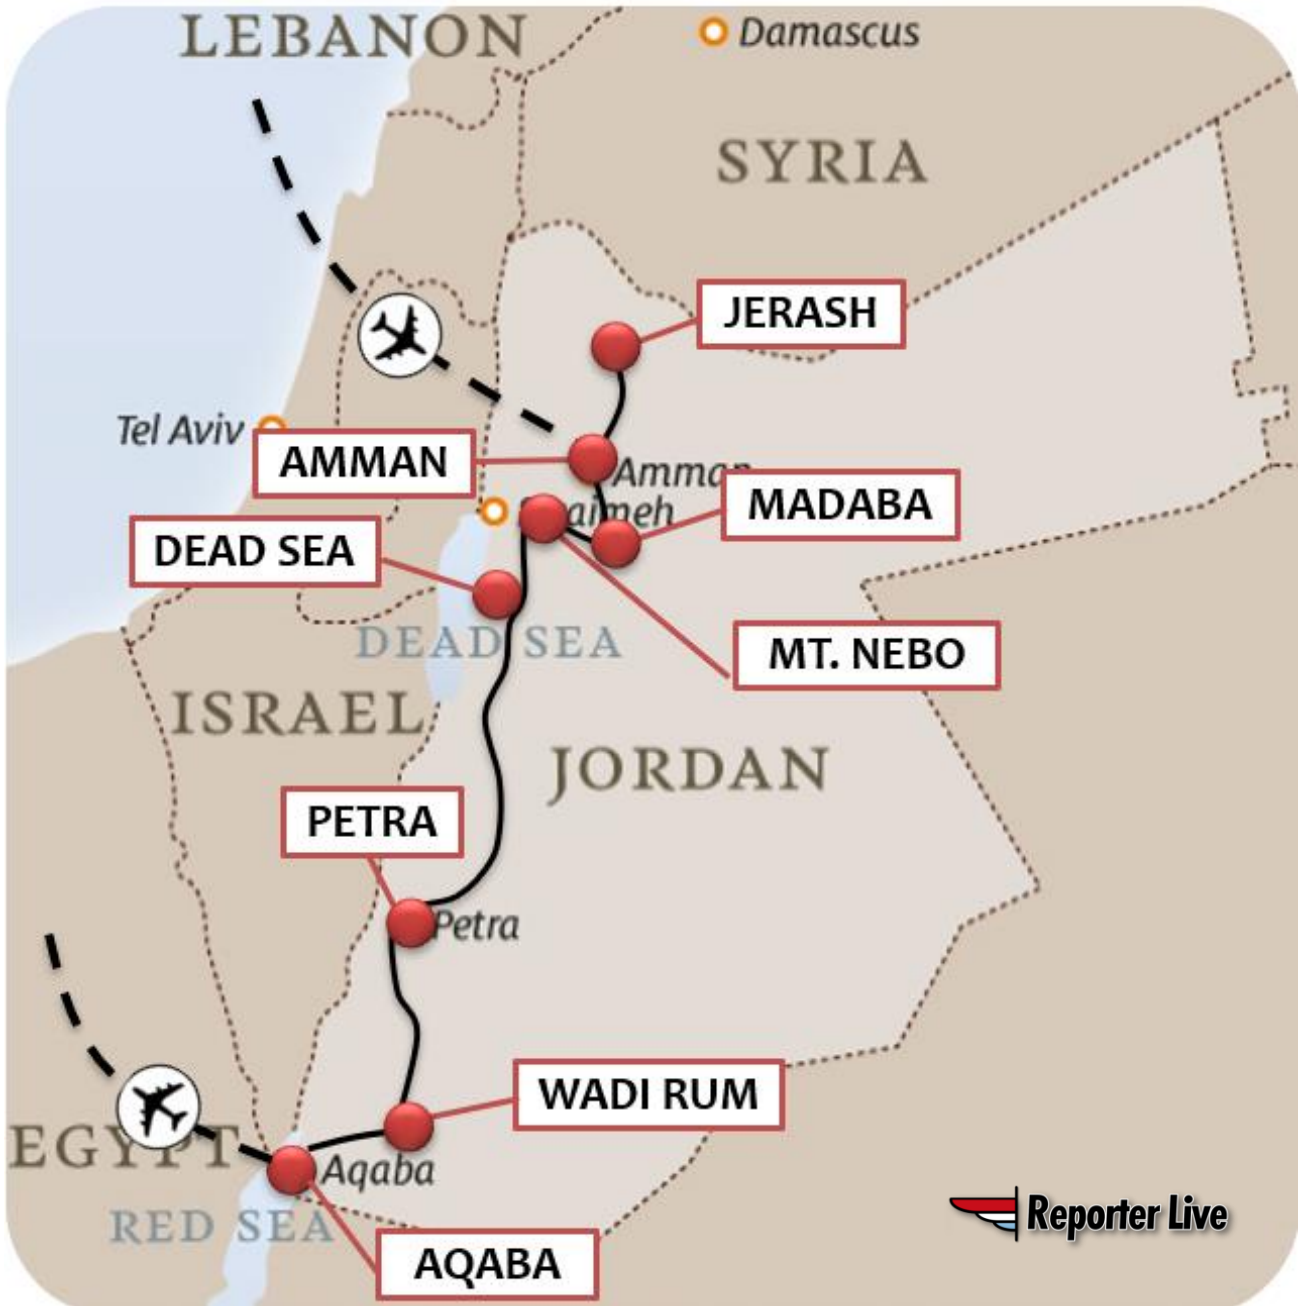 LEBANON
Damascus
SYRIA
JERASH
Tel Aviv
AMMAN
Amman
MADABA
DEAD SEA
DEAD SEA
MT. NEBO
ISRAEL
JORDAN
PETRA
Petra
WADI RUM
EGYPT
Aqaba
RED SEA
AQABA
Reporter Live